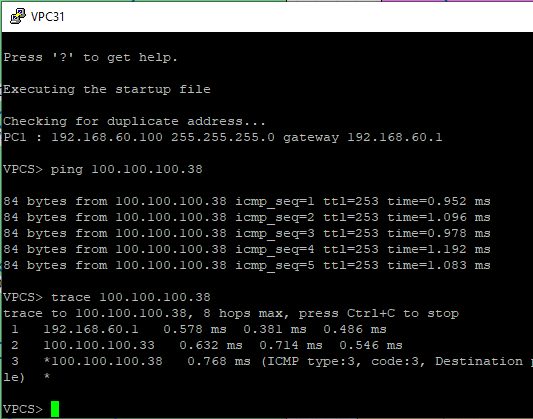 VPC31
Press '?' to get help.
Executing the startup file
Checking for duplicate address...
PC1 : 192.168.60.100 255.255.255.0 gateway 192.168.60.1
VPCS> ping 100.100.100.38
84 bytes from 100.100.100.38 icmp_seq=1 ttl=253 time=0.952 ms
84 bytes from 100.100.100.38 icmp_seq=2 ttl=253 time=1.096 ms
84 bytes from 100.100.100.38 icmp_seq=3 ttl=253 time=0.978 ms
84 bytes from 100.100.100.38 icmp_seq=4 ttl=253 time=1.192 ms
84 bytes from 100.100.100.38 icmp_seq=5 ttl=253 time=1.083 ms
VPCS> trace 100.100.100.38
trace to 100.100.100.38, 8 hops max, press Ctrl+C to stop
1 192.168.60.1 0.578 ms 0.381 ms 0.486 ms
2 100.100.100.33 0.632 ms 0.714 ms 0.546 ms
3 *100.100.100.38 0.768 ms (ICMP type:3, code:3, Destination
le) *
VPCS>